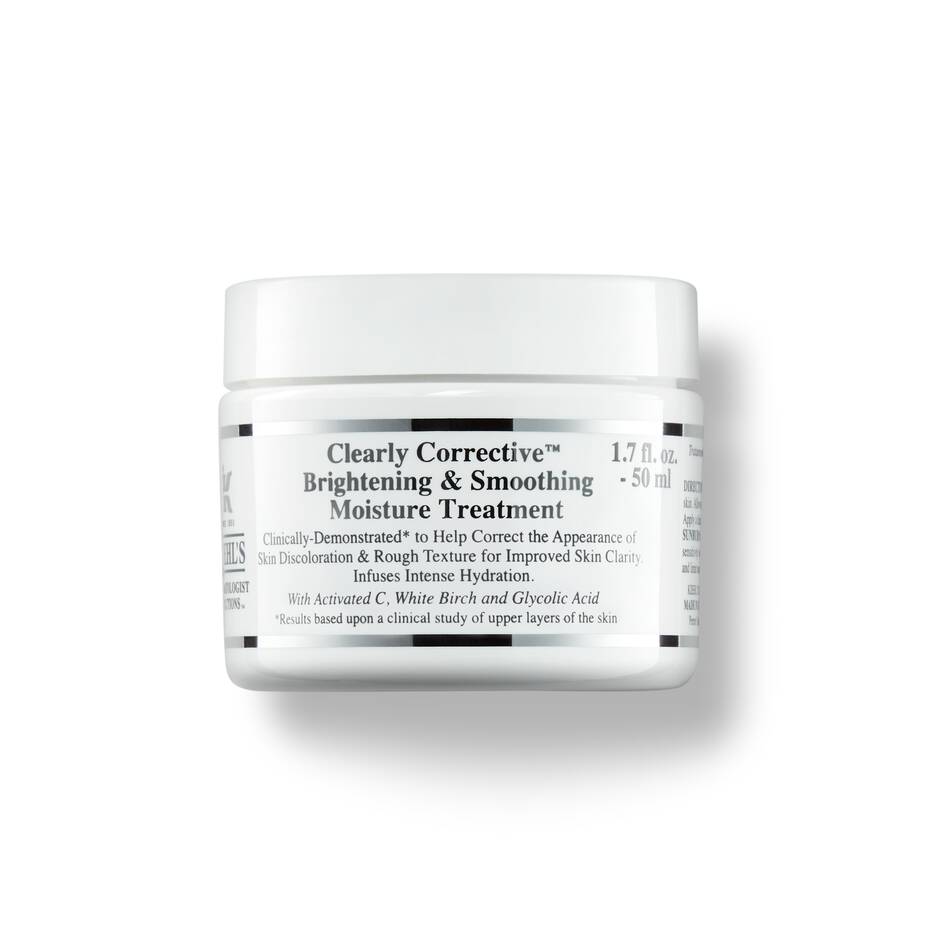 Clearly Corrective™
Brightening & Smoothing
Moisture Treatment
1.7 fl. oz.
- 50 ml
Clinically-Demonstrated* to Help Correct the Appearance of
Skin Discoloration & Rough Texture for Improved Skin Clarity.
Infuses Intense Hydration.
With Activated C, White Birch and Glycolic Acid
*Results based upon a clinical study of upper layers of the skin
EHL'S